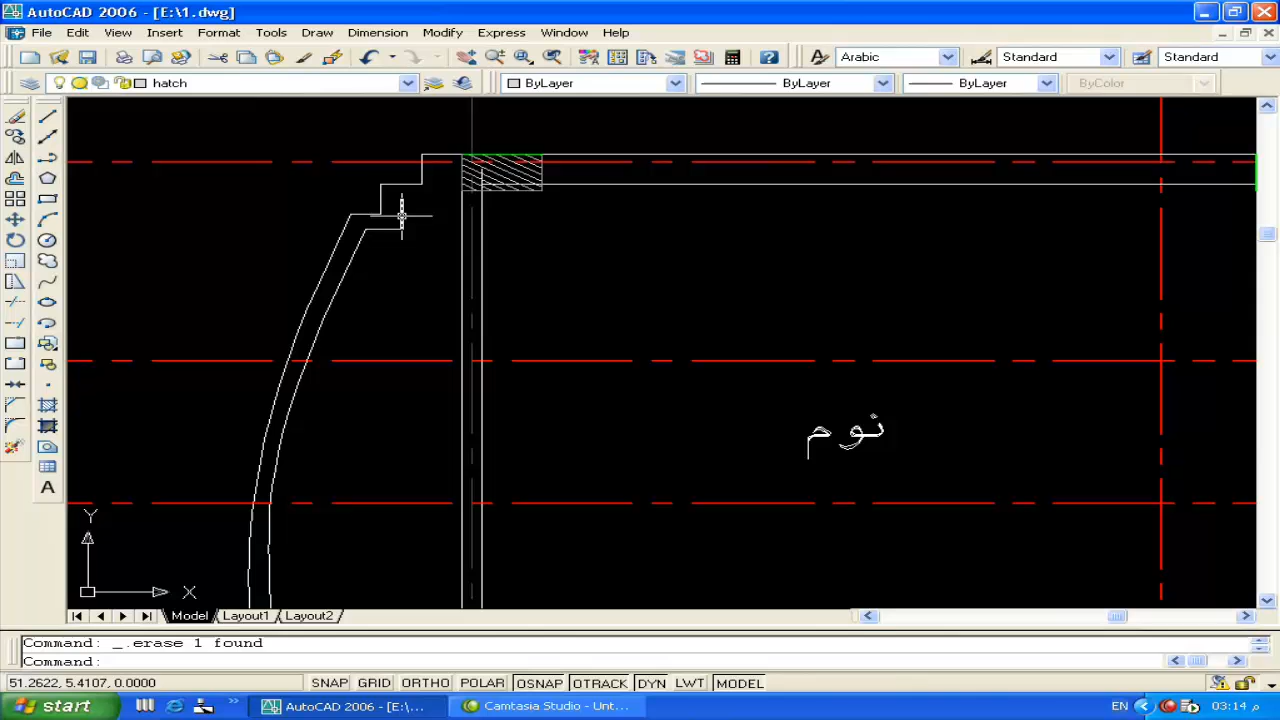 AutoCAD 2006 - [E:\1.dwg]
File Edit View Insert Format Tools Draw Dimension Modify Express Window Help
Arabic Standard Standard
hatch ByLayer ByLayer ByLayer ByColor
نوم
A
Y
X
Model Layout1 Layout2
Command: _.erase 1 found
Command:
51.2622, 5.4107, 0.0000 SNAP GRID ORTHO POLAR OSNAP OTRACK DYN LWT MODEL
start AutoCAD 2006 - [E:\... Camtasia Studio - Unt... EN 03:14 م